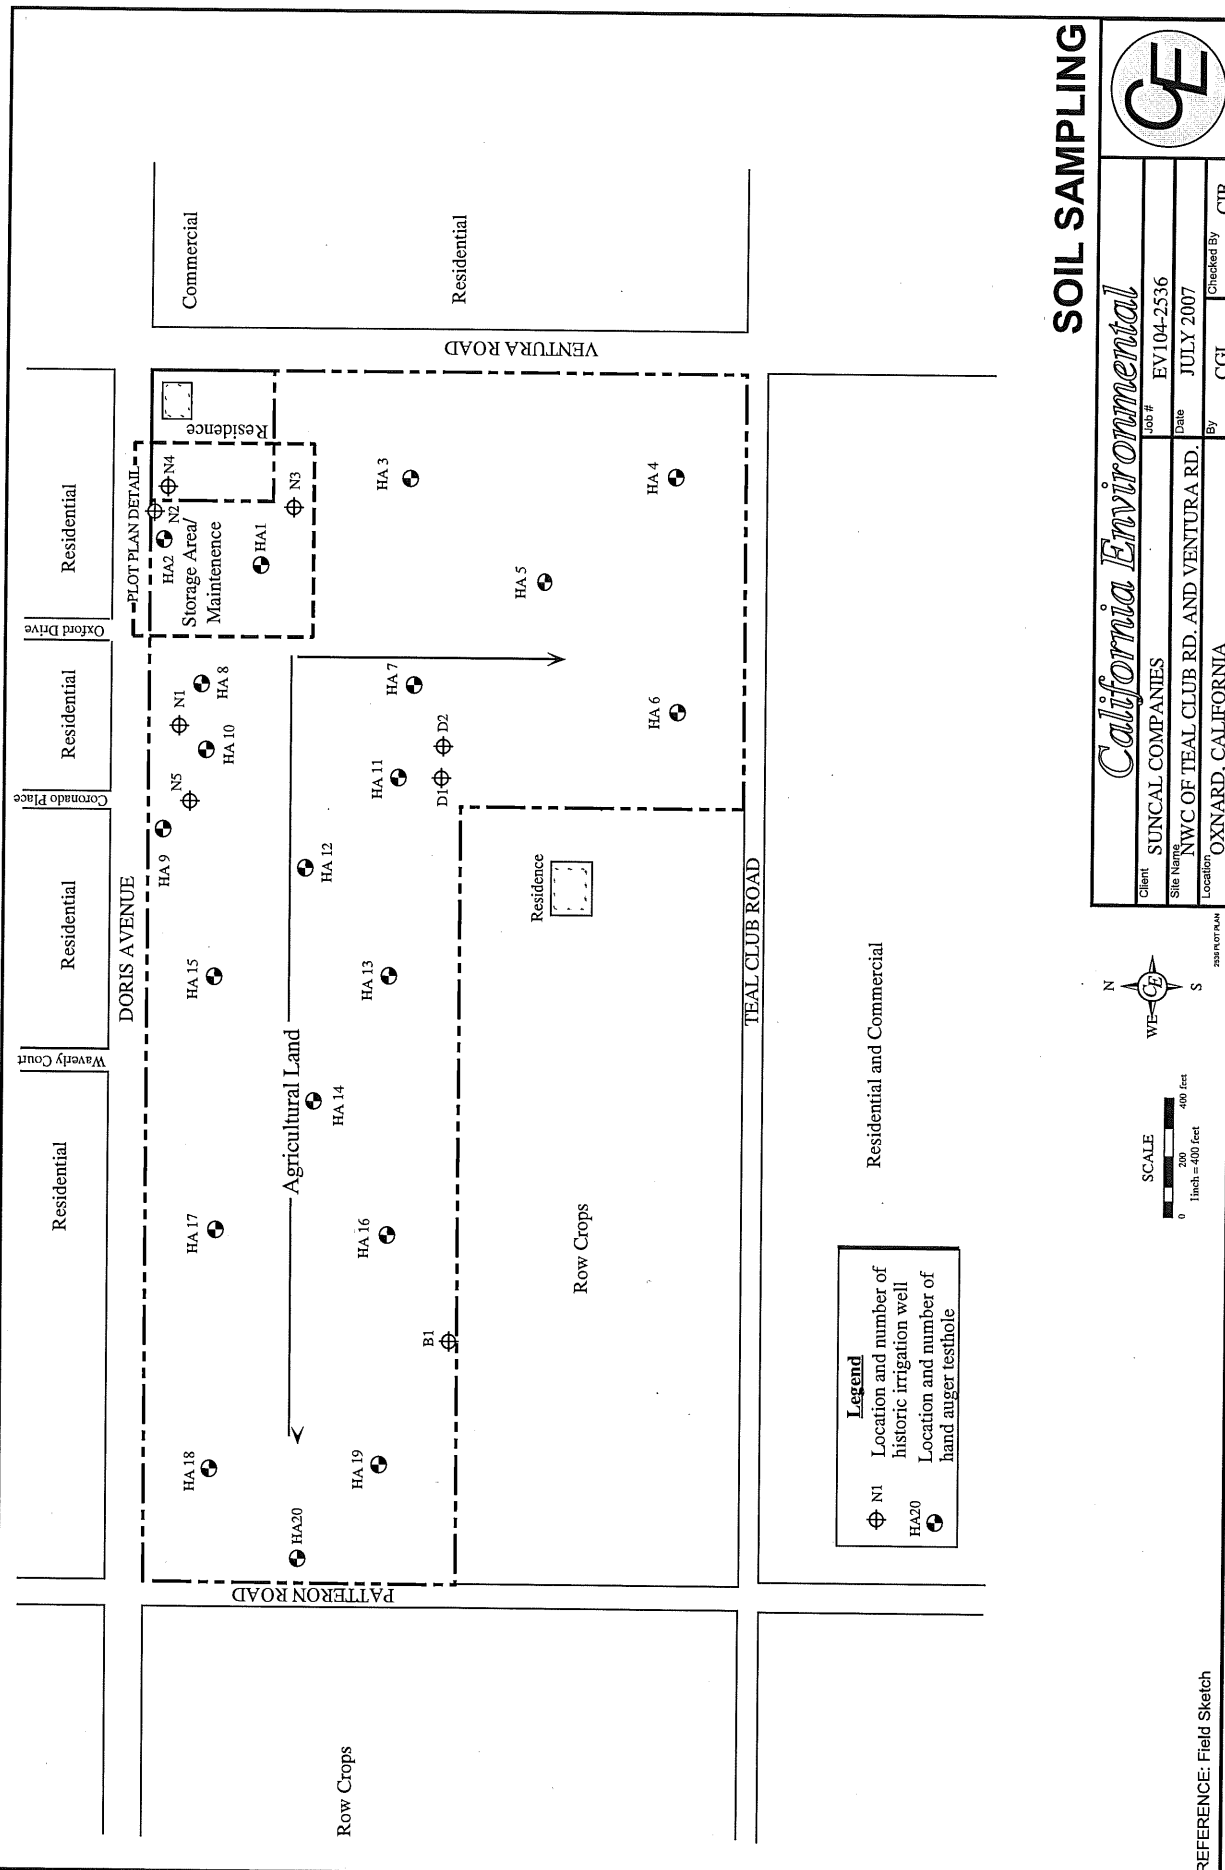 Residential
Waverly Court
Residential
Coronado Place
Residential
Oxford Drive
Residential
DORIS AVENUE
PLOT PLAN DETAIL
Commercial
Residential
VENTURA ROAD
PATTERON ROAD
TEAL CLUB ROAD
Row Crops
HA 18
HA 17
HA 15
HA 9
N5
N1
HA 10
HA 8
HA2
N2
N4
Storage Area/
Maintenence
HA1
N3
Residence
HA20
Agricultural Land
HA 14
HA 12
HA 19
HA 16
HA 13
HA 11
HA 7
HA 3
B1
D1
D2
HA 5
HA 6
HA 4
Residence
Row Crops
Residential and Commercial
Legend
N1
Location and number of
historic irrigation well
HA20
Location and number of
hand auger testhole
SOIL SAMPLING
SCALE
0 200 400 feet
1inch = 400 feet
N
WE
CE
S
California Environmental
CE
Client
SUNCAL COMPANIES
Job #
EV104-2536
Site Name
NWC OF TEAL CLUB RD. AND VENTURA RD.
Date
JULY 2007
Location
OXNARD, CALIFORNIA
By
CGI
Checked By
2536 PLOT PLAN
REFERENCE: Field Sketch